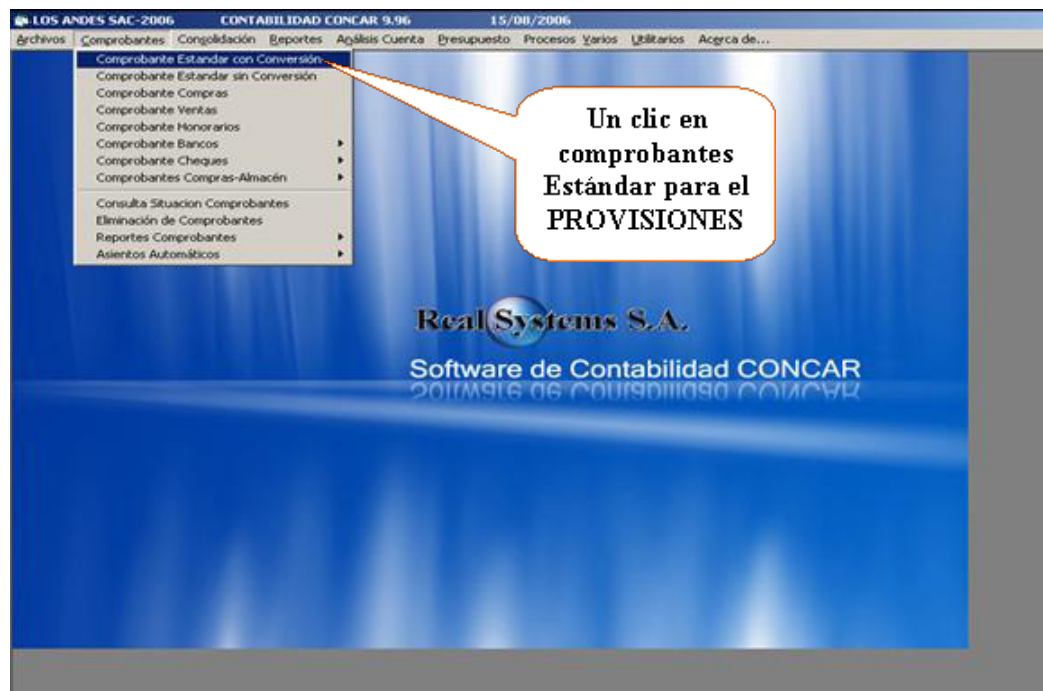 LOS ANDES SAC-2006 CONTABILIDAD CONCAR 9.96 15/08/2006
Archivos Comprobantes Consolidación Reportes Análisis Cuenta Presupuesto Procesos Varios Utilitarios Acerca de...
Comprobante Estandar con Conversión
Comprobante Estandar sin Conversión
Comprobante Compras
Comprobante Ventas
Comprobante Honorarios
Comprobante Bancos
Comprobante Cheques
Comprobantes Compras-Almacén
Consulta Situacion Comprobantes
Eliminación de Comprobantes
Reportes Comprobantes
Asientos Automáticos
Un clic en
comprobantes
Estándar para el
PROVISIONES
Real Systems S.A.
Software de Contabilidad CONCAR